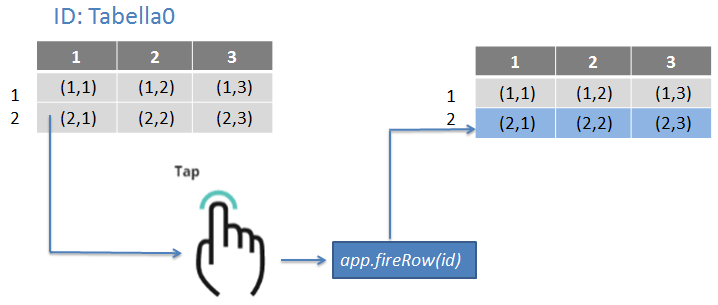 ID: Tabella0
1 2 3
1 (1,1) (1,2) (1,3)
2 (2,1) (2,2) (2,3)
1 2 3
1 (1,1) (1,2) (1,3)
2 (2,1) (2,2) (2,3)
Tap
app.fireRow(id)